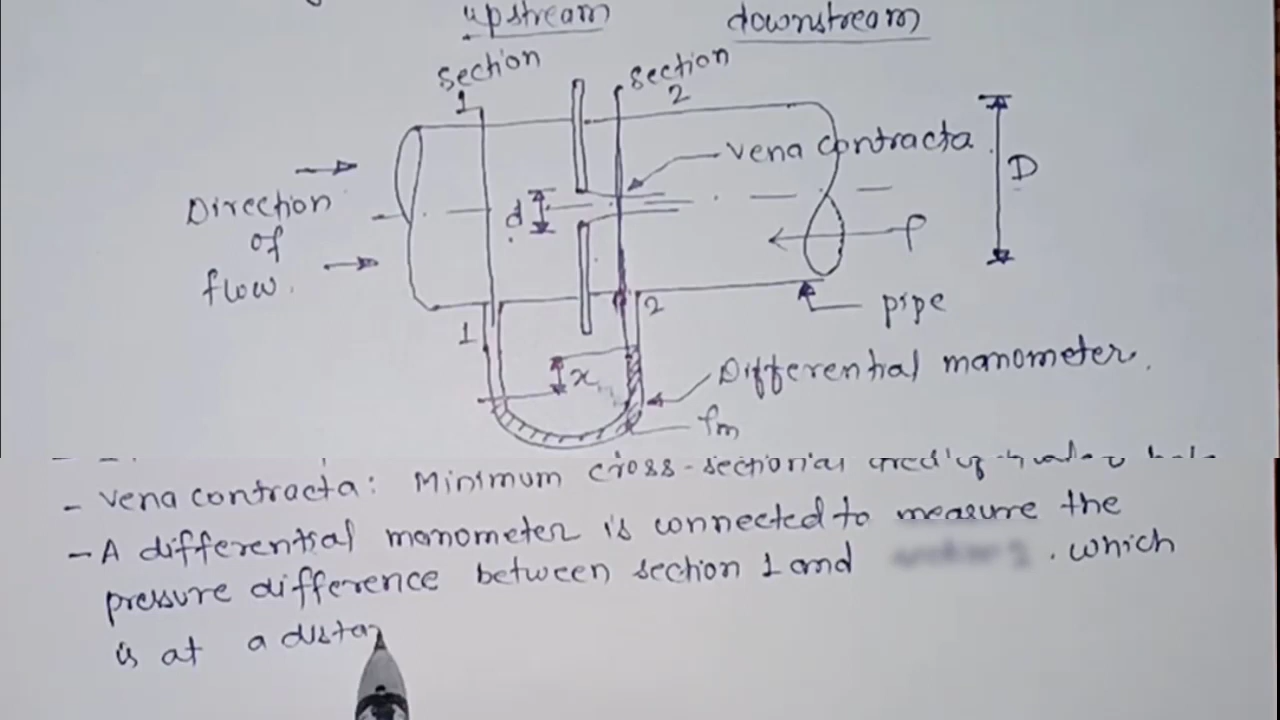 upstream
downstream
section
1
section
2
vena contracta
D
Direction
of
flow.
d
ρ
pipe
1
2
x
Differential manometer.
ρm
- vena contracta: Minimum cross-sectional
- A differential manometer is connected to measure the
pressure difference between section 1 and . which
is at a dista